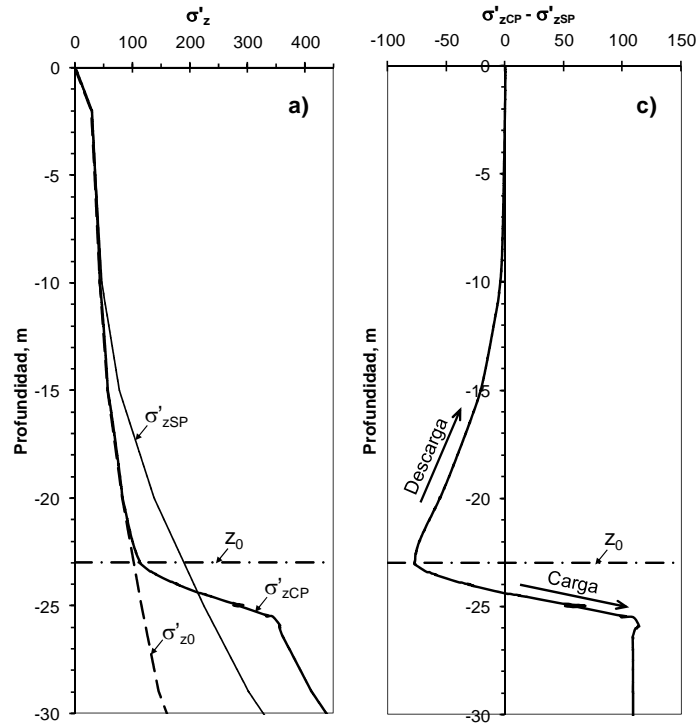 σ'z
0 100 200 300 400
0
-5
-10
-15
-20
-25
-30
Profundidad, m
a)
σ'zSP
z0
σ'zCP
σ'z0
σ'zCP - σ'zSP
-100 -50 0 50 100 150
0
-5
-10
-15
-20
-25
-30
Profundidad, m
c)
Descarga
z0
Carga